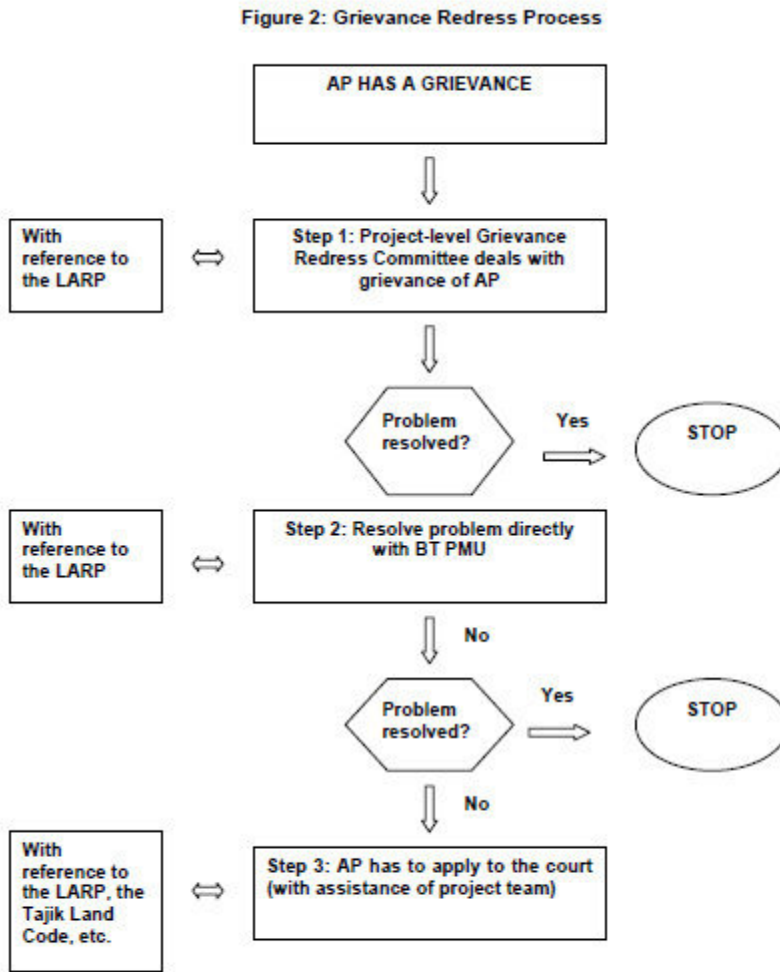 Figure 2: Grievance Redress Process
AP HAS A GRIEVANCE
With
reference to
the LARP
Step 1: Project-level Grievance
Redress Committee deals with
grievance of AP
Problem
resolved?
Yes
STOP
With
reference to
the LARP
Step 2: Resolve problem directly
with BT PMU
No
Problem
resolved?
Yes
STOP
No
With
reference to
the LARP, the
Tajik Land
Code, etc.
Step 3: AP has to apply to the court
(with assistance of project team)